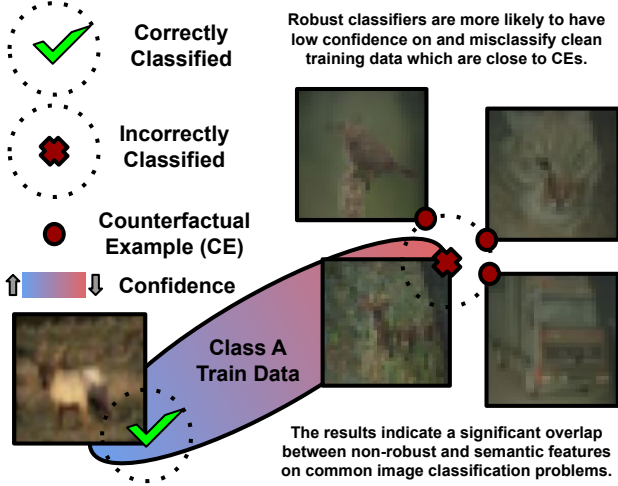 Correctly
Classified
Robust classifiers are more likely to have
low confidence on and misclassify clean
training data which are close to CEs.
Incorrectly
Classified
Counterfactual
Example (CE)
Confidence
Class A
Train Data
The results indicate a significant overlap
between non-robust and semantic features
on common image classification problems.